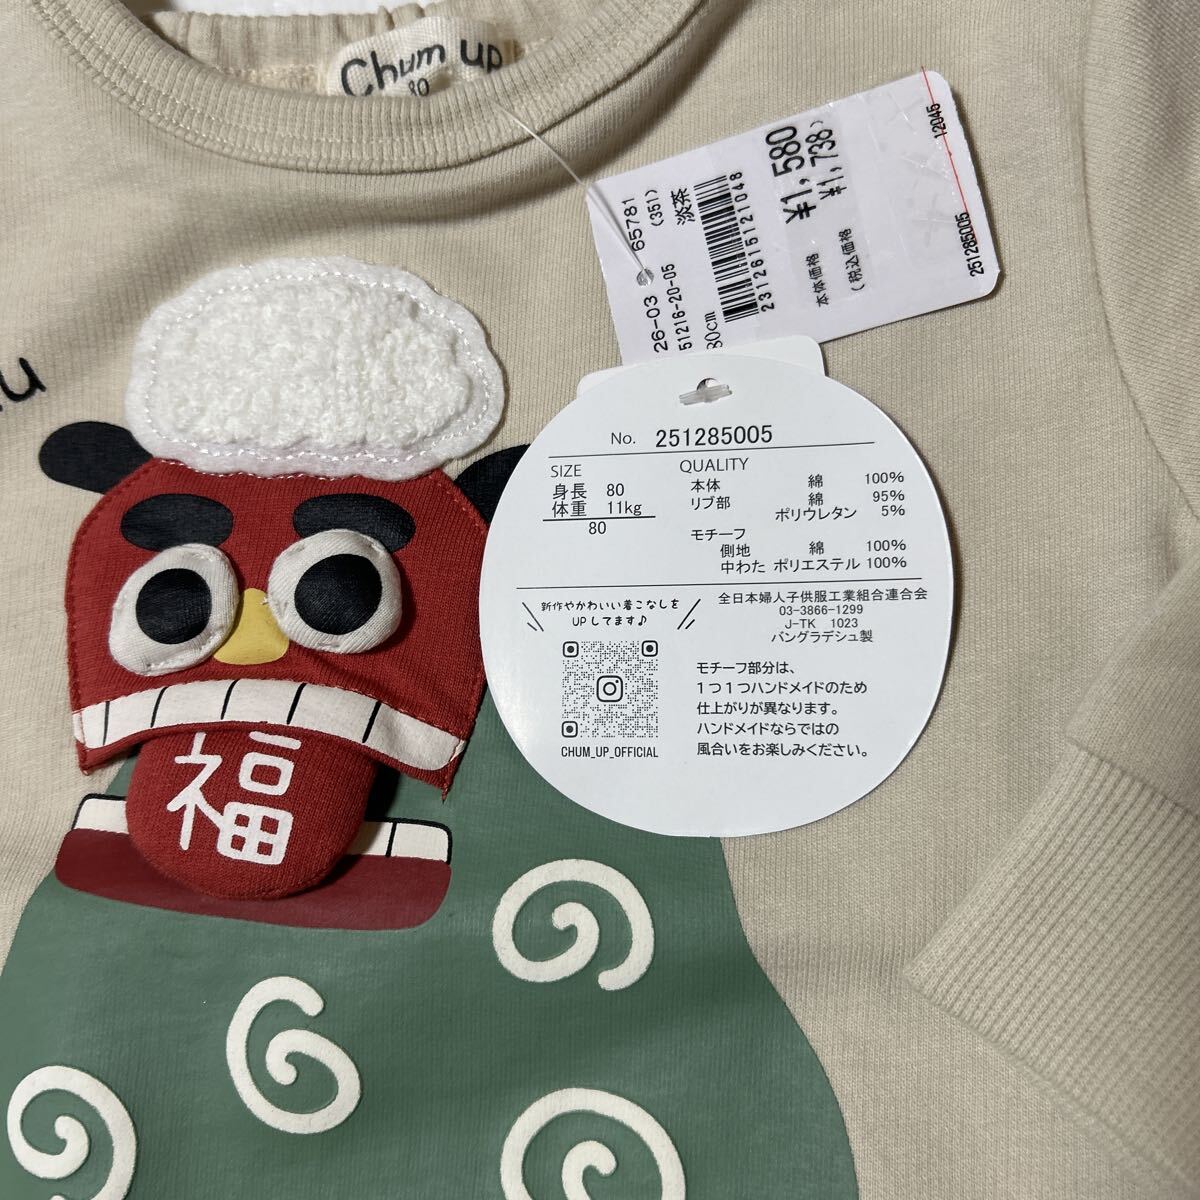 Chum up
80
12045
251285005
¥1,580
¥1,738)
本体価格
(税込価格
2312615121048
淡茶
(351)
65781
51216-20-05
26-03
80cm
No. 251285005
SIZE
身長 80
体重 11kg
80
QUALITY
本体 綿 100%
リブ部 綿 95%
ポリウレタン 5%
モチーフ
側地 綿 100%
中わた ポリエステル 100%
新作やかわいい着こなしを
UPしてます♪
CHUM_UP_OFFICIAL
全日本婦人子供服工業組合連合会
03-3866-1299
J-TK 1023
バングラデシュ製
モチーフ部分は、
1つ1つハンドメイドのため
仕上がりが異なります。
ハンドメイドならではの
風合いをお楽しみください。
福